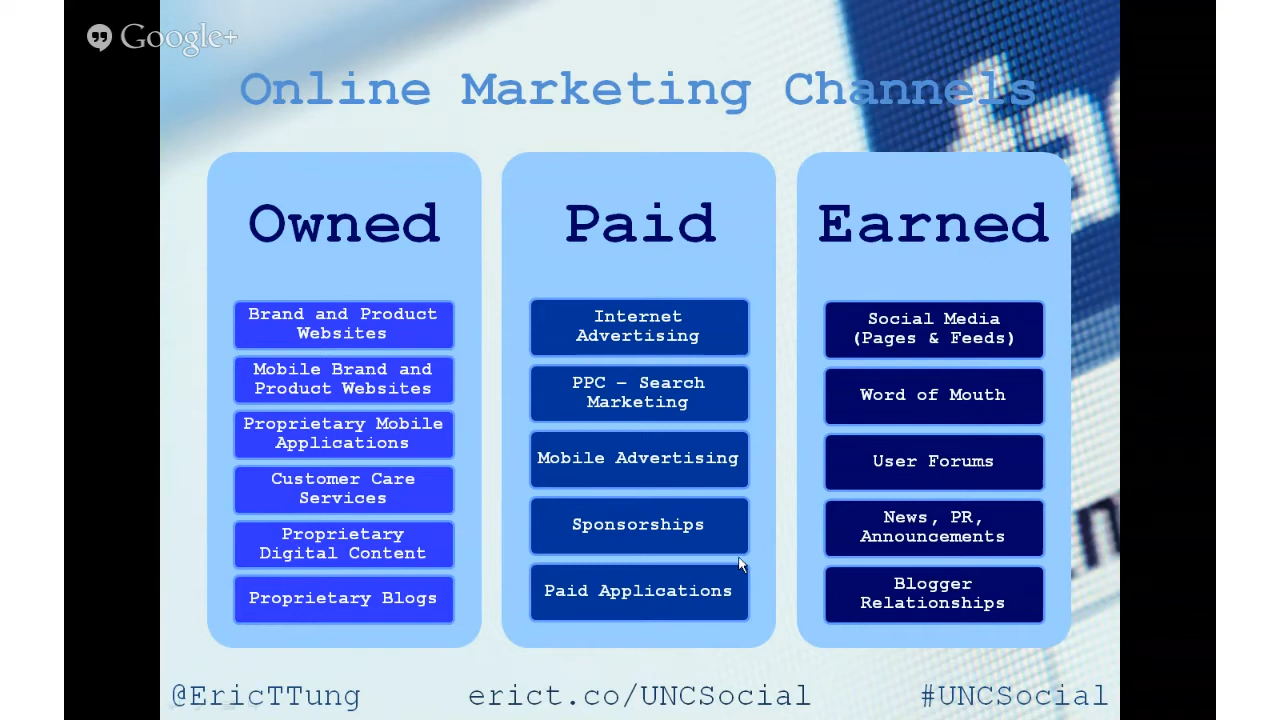 Google+
Online Marketing Channels
Owned
Brand and Product
Websites
Mobile Brand and
Product Websites
Proprietary Mobile
Applications
Customer Care
Services
Proprietary
Digital Content
Proprietary Blogs
Paid
Internet
Advertising
PPC – Search
Marketing
Mobile Advertising
Sponsorships
Paid Applications
Earned
Social Media
(Pages & Feeds)
Word of Mouth
User Forums
News, PR,
Announcements
Blogger
Relationships
@EricTTung
erict.co/UNCSocial
#UNCSocial